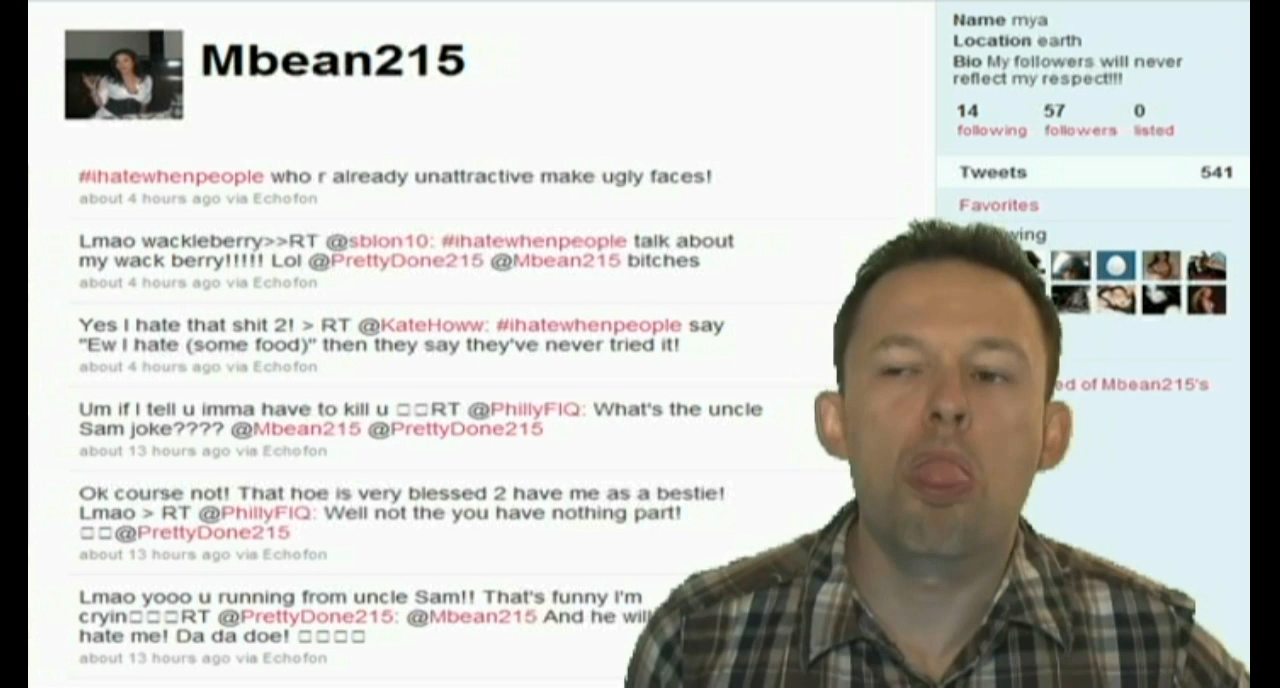 Mbean215
#ihatewhenpeople who r already unattractive make ugly faces!
about 4 hours ago via Echofon
Lmao wackleberry>>RT @sblon10: #ihatewhenpeople talk about
my wack berry!!!!! Lol @PrettyDone215 @Mbean215 bitches
about 4 hours ago via Echofon
Yes I hate that shit 2! > RT @KateHoww: #ihatewhenpeople say
"Ew I hate (some food)" then they say they've never tried it!
about 4 hours ago via Echofon
Um if I tell u imma have to kill u □□RT @PhillyFIQ: What's the uncle
Sam joke???? @Mbean215 @PrettyDone215
about 13 hours ago via Echofon
Ok course not! That hoe is very blessed 2 have me as a bestie!
Lmao > RT @PhillyFIQ: Well not the you have nothing part!
□□@PrettyDone215
about 13 hours ago via Echofon
Lmao yooo u running from uncle Sam!! That's funny I'm
cryin□□□RT @PrettyDone215: @Mbean215 And he will
hate me! Da da doe! □□□□
about 13 hours ago via Echofon
Name mya
Location earth
Bio My followers will never
reflect my respect!!!
14 57 0
following followers listed
Tweets 541
Favorites
wing
ed of Mbean215's